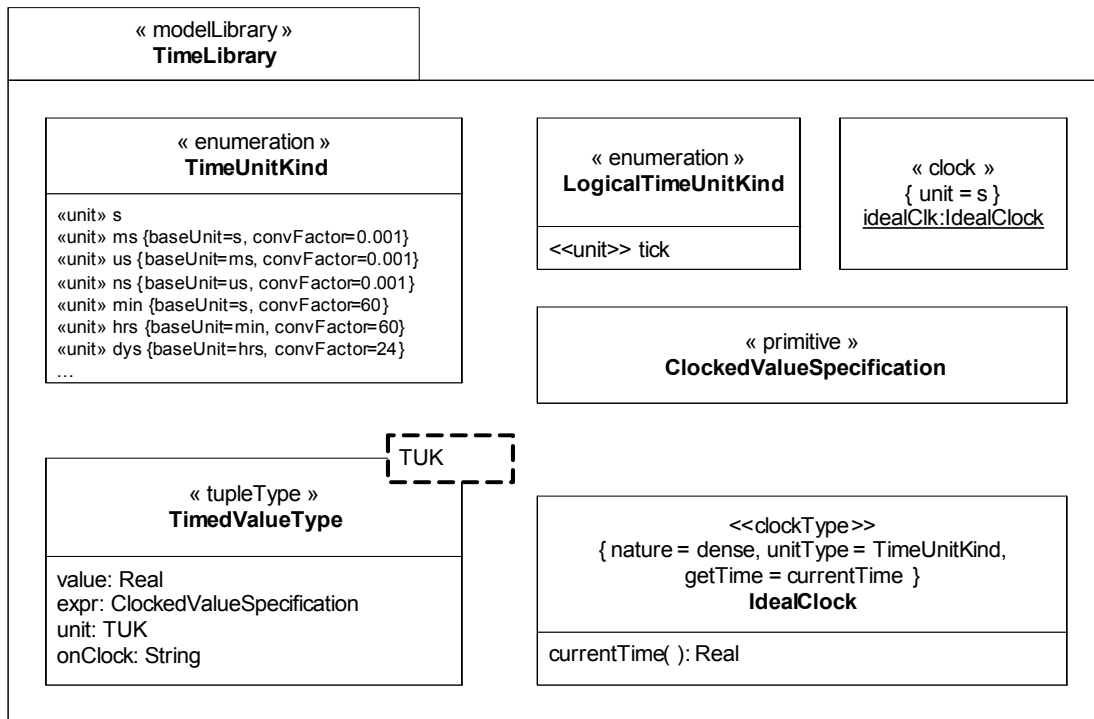 « modelLibrary »
TimeLibrary
« enumeration »
TimeUnitKind
«unit» s
«unit» ms {baseUnit=s, convFactor=0.001}
«unit» us {baseUnit=ms, convFactor=0.001}
«unit» ns {baseUnit=us, convFactor=0.001}
«unit» min {baseUnit=s, convFactor=60}
«unit» hrs {baseUnit=min, convFactor=60}
«unit» dys {baseUnit=hrs, convFactor=24}
...
« enumeration »
LogicalTimeUnitKind
<<unit>> tick
« clock »
{ unit = s }
idealClk:IdealClock
« primitive »
ClockedValueSpecification
TUK
« tupleType »
TimedValueType
value: Real
expr: ClockedValueSpecification
unit: TUK
onClock: String
<<clockType>>
{ nature = dense, unitType = TimeUnitKind,
getTime = currentTime }
IdealClock
currentTime( ): Real